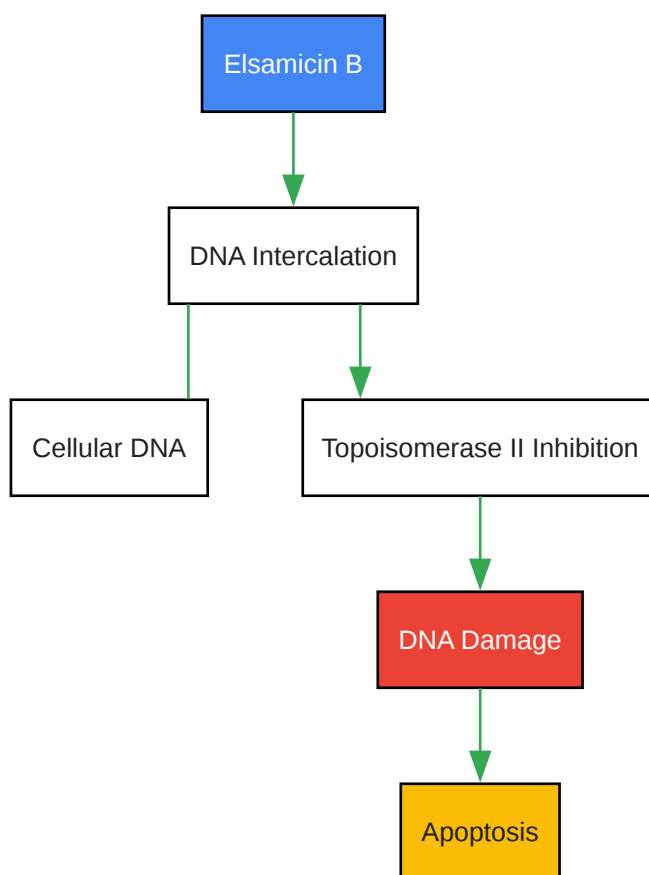 Elsamicin B
DNA Intercalation
Cellular DNA
Topoisomerase II Inhibition
DNA Damage
Apoptosis